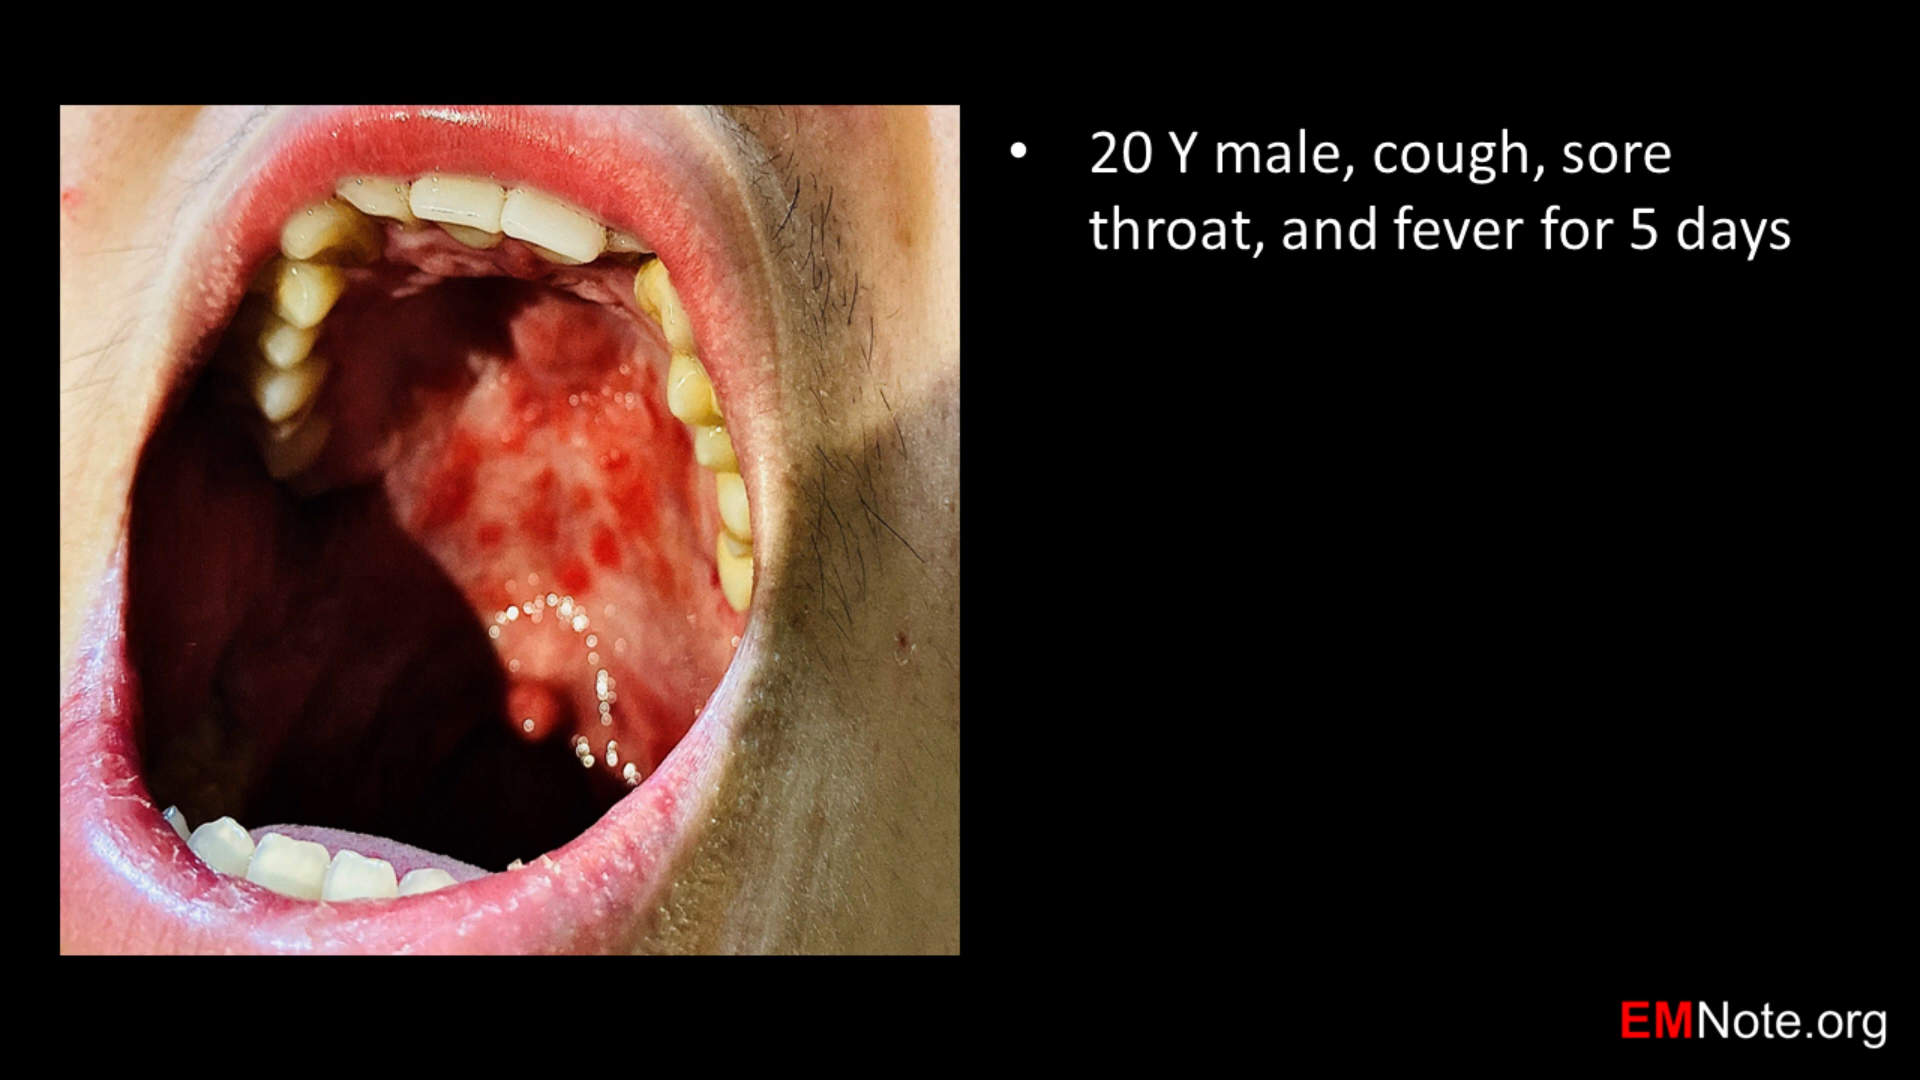 • 20 Y male, cough, sore
throat, and fever for 5 days
EMNote.org